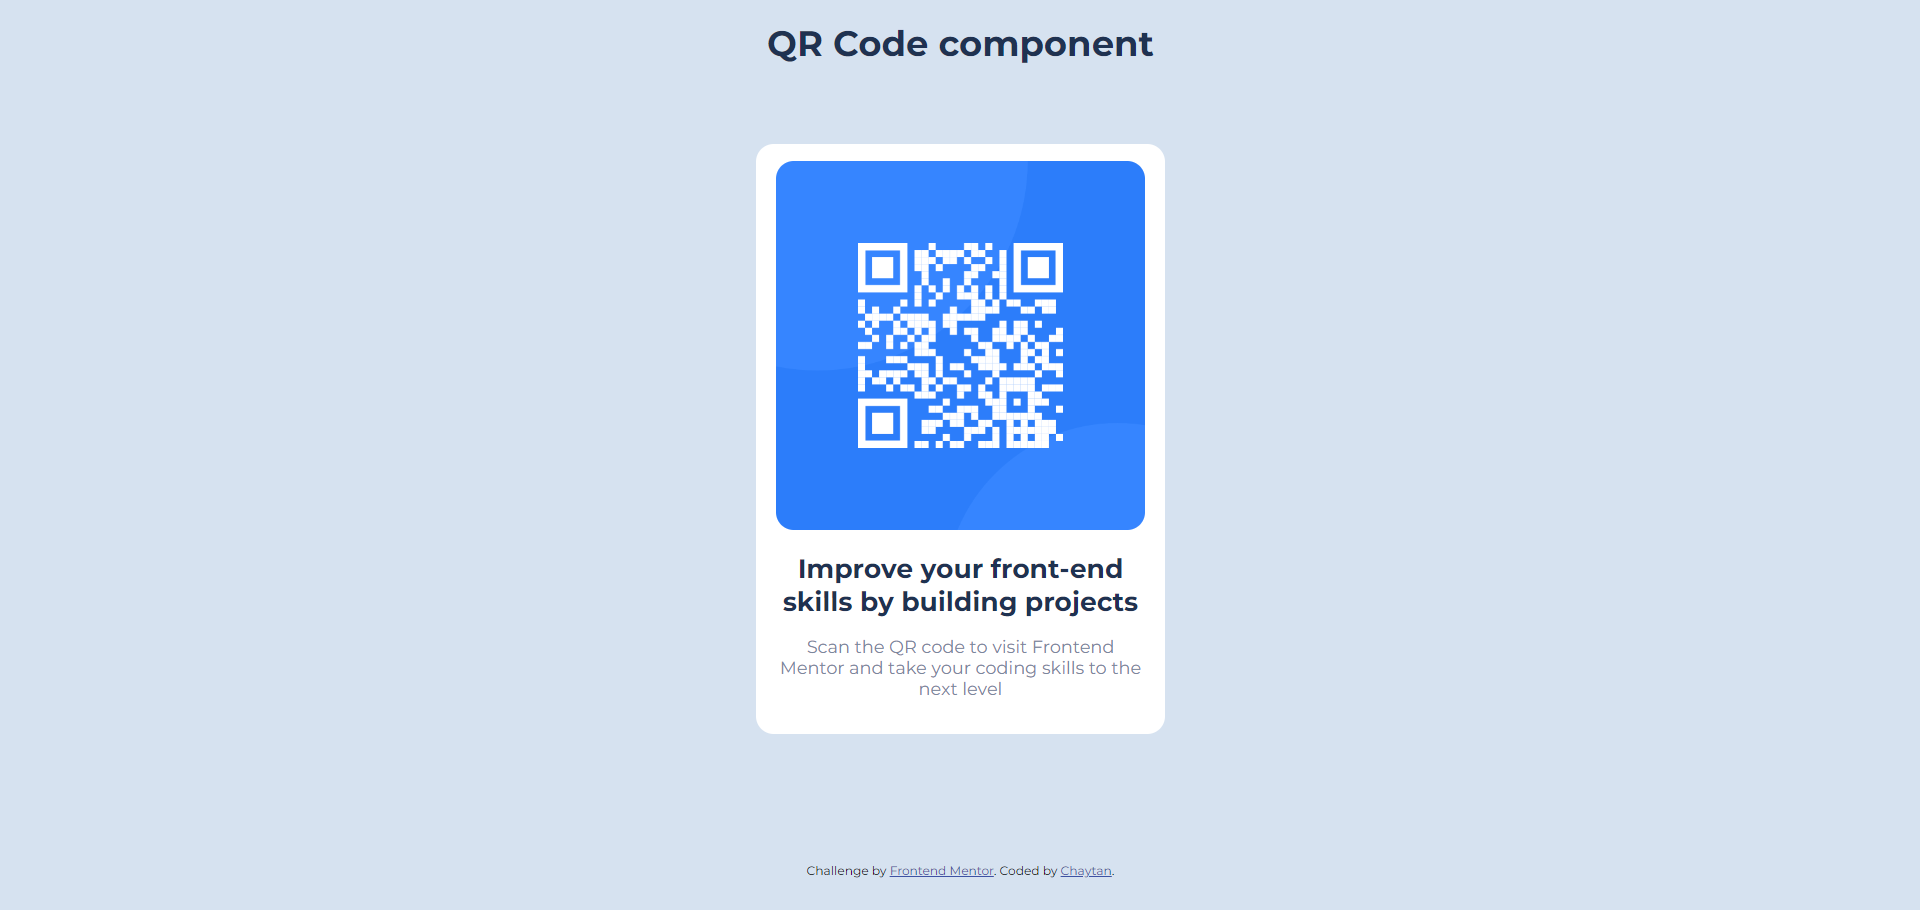 QR Code component
Improve your front-end
skills by building projects
Scan the QR code to visit Frontend
Mentor and take your coding skills to the
next level
Challenge by Frontend Mentor. Coded by Chaytan.